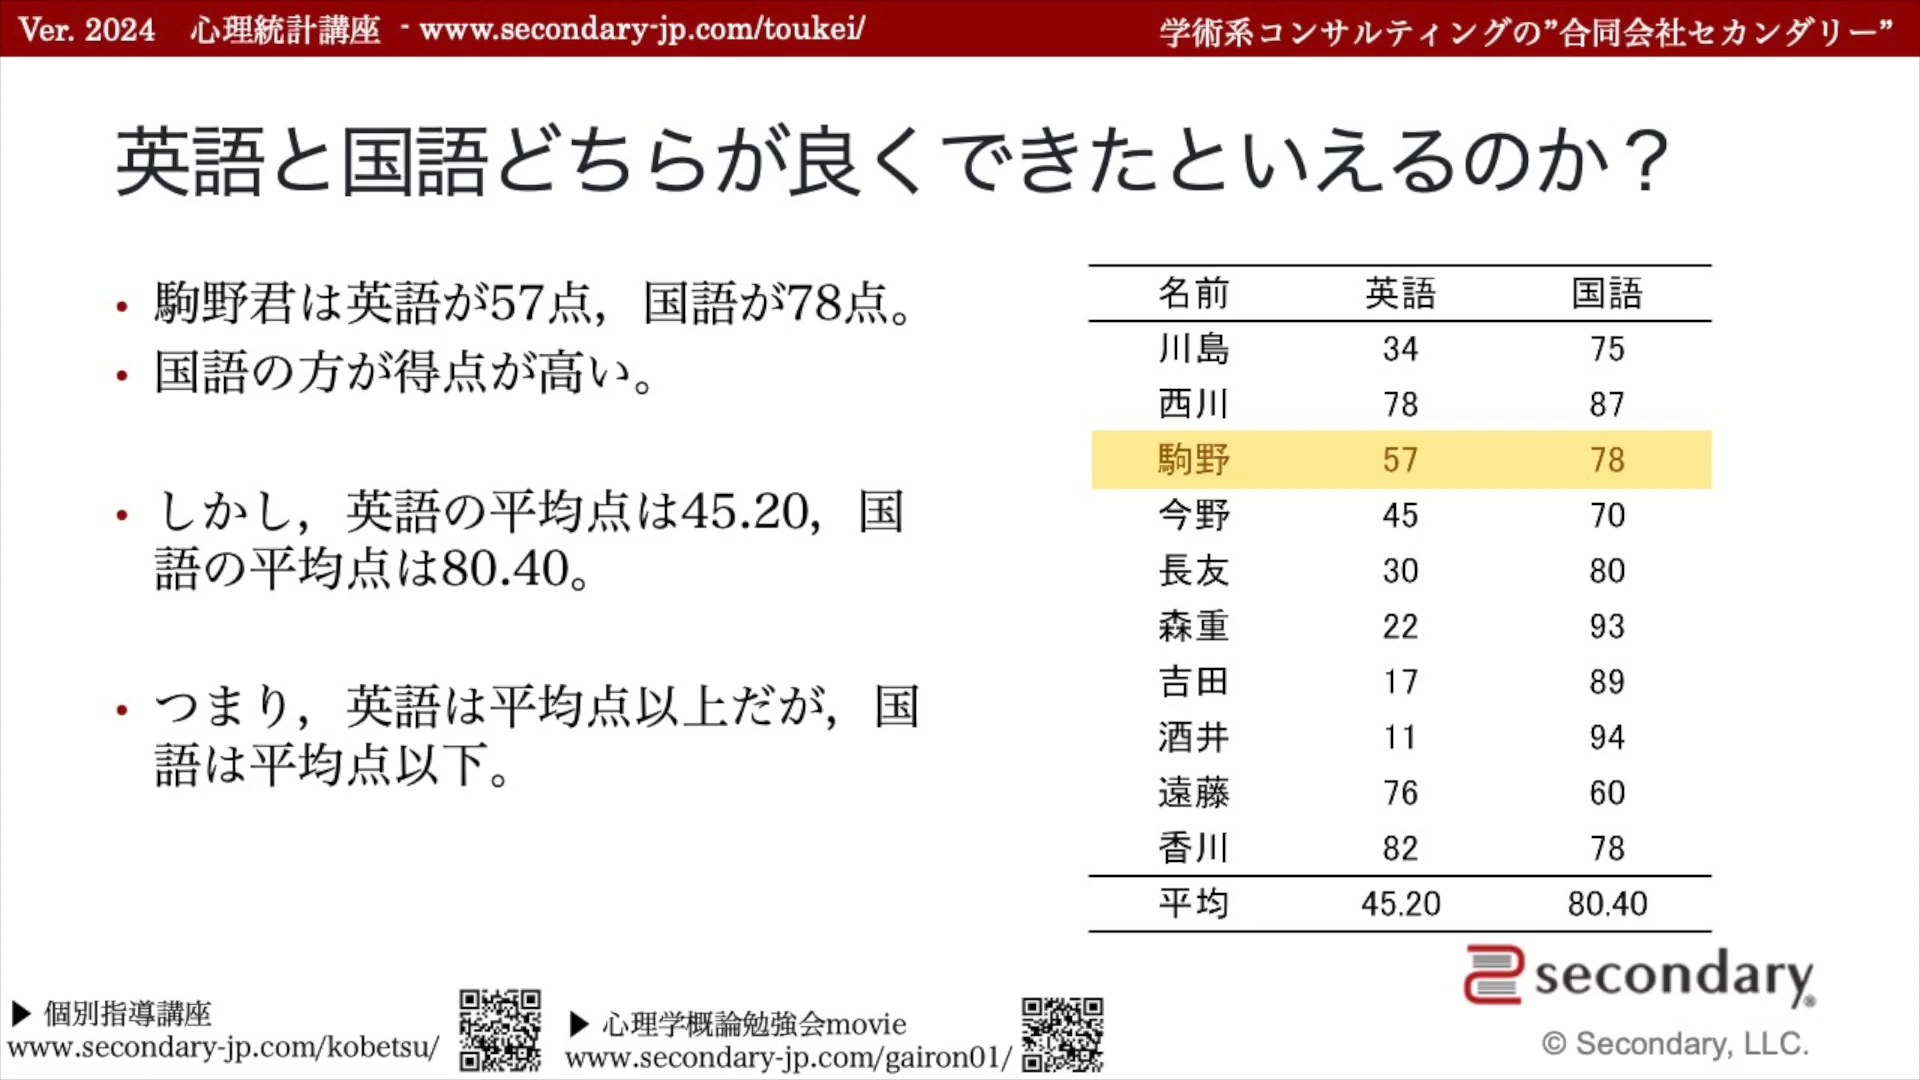 Ver. 2024 心理統計講座 - www.secondary-jp.com/toukei/
学術系コンサルティングの”合同会社セカンダリー”
英語と国語どちらが良くできたといえるのか？
• 駒野君は英語が57点，国語が78点。
• 国語の方が得点が高い。
• しかし，英語の平均点は45.20，国
語の平均点は80.40。
• つまり，英語は平均点以上だが，国
語は平均点以下。
名前 英語 国語
川島 34 75
西川 78 87
駒野 57 78
今野 45 70
長友 30 80
森重 22 93
吉田 17 89
酒井 11 94
遠藤 76 60
香川 82 78
平均 45.20 80.40
▶ 個別指導講座
www.secondary-jp.com/kobetsu/
▶ 心理学概論勉強会movie
www.secondary-jp.com/gairon01/
secondary®
© Secondary, LLC.